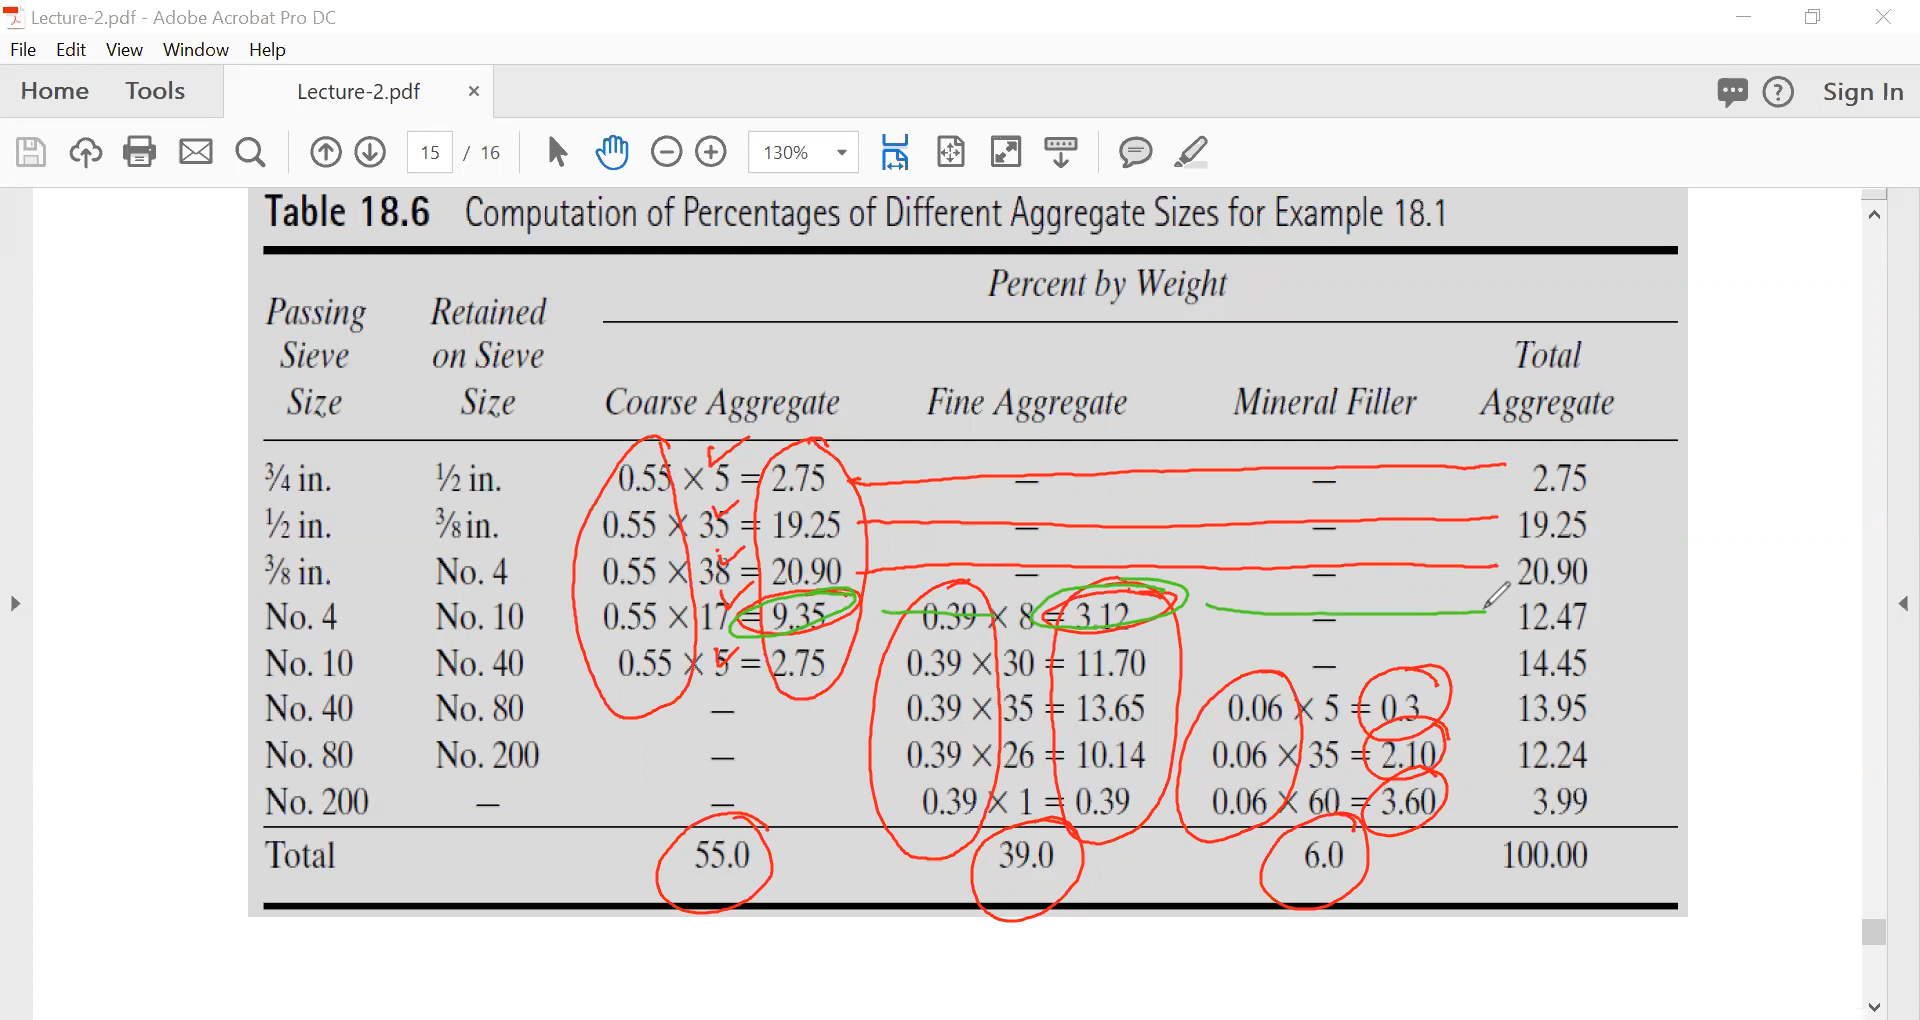 Lecture-2.pdf - Adobe Acrobat Pro DC
File Edit View Window Help
Home Tools Lecture-2.pdf × Sign In
15 / 16 130%
Table 18.6 Computation of Percentages of Different Aggregate Sizes for Example 18.1
Percent by Weight
Passing Retained
Sieve on Sieve Total
Size Size Coarse Aggregate Fine Aggregate Mineral Filler Aggregate
¾ in. ½ in. 0.55 × 5 = 2.75 — — 2.75
½ in. ⅜ in. 0.55 × 35 = 19.25 — — 19.25
⅜ in. No. 4 0.55 × 38 = 20.90 — — 20.90
No. 4 No. 10 0.55 × 17 = 9.35 0.39 × 8 = 3.12 — 12.47
No. 10 No. 40 0.55 × 5 = 2.75 0.39 × 30 = 11.70 — 14.45
No. 40 No. 80 — 0.39 × 35 = 13.65 0.06 × 5 = 0.3 13.95
No. 80 No. 200 — 0.39 × 26 = 10.14 0.06 × 35 = 2.10 12.24
No. 200 — — 0.39 × 1 = 0.39 0.06 × 60 = 3.60 3.99
Total 55.0 39.0 6.0 100.00